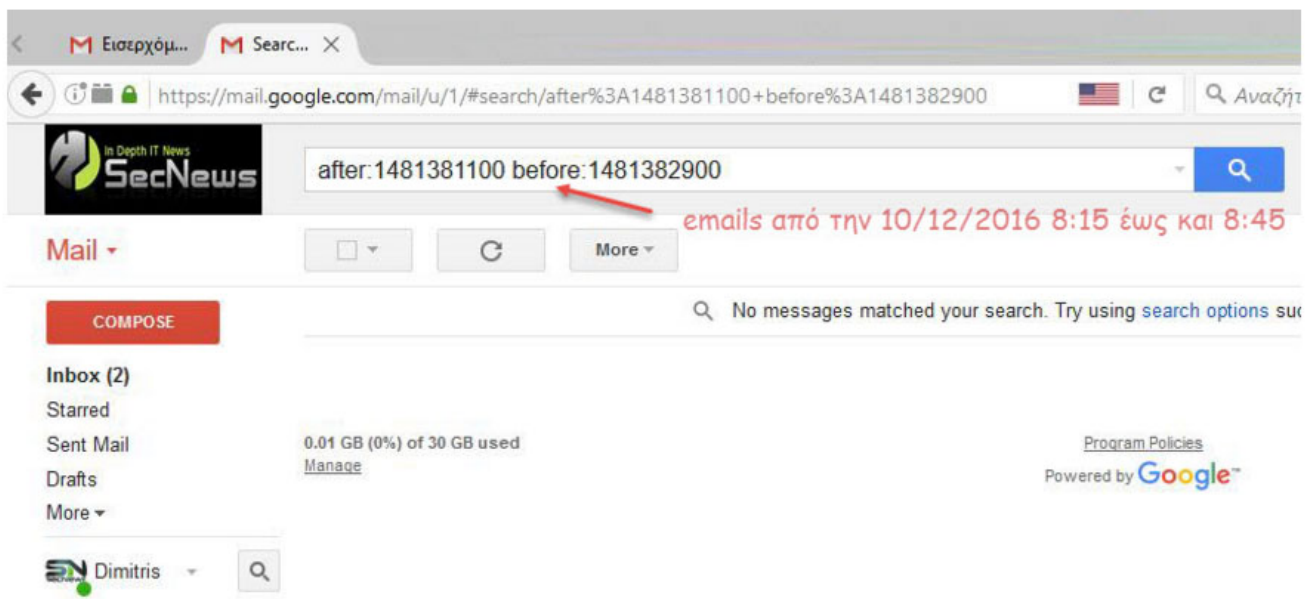 Εισερχόμ... Searc...
https://mail.google.com/mail/u/1/#search/after%3A1481381100+before%3A1481382900
In Depth IT News
SecNews
after:1481381100 before:1481382900
emails από την 10/12/2016 8:15 έως και 8:45
Mail
More
COMPOSE
No messages matched your search. Try using search options
Inbox (2)
Starred
Sent Mail
Drafts
More
0.01 GB (0%) of 30 GB used
Manage
Program Policies
Powered by Google™
SN Dimitris